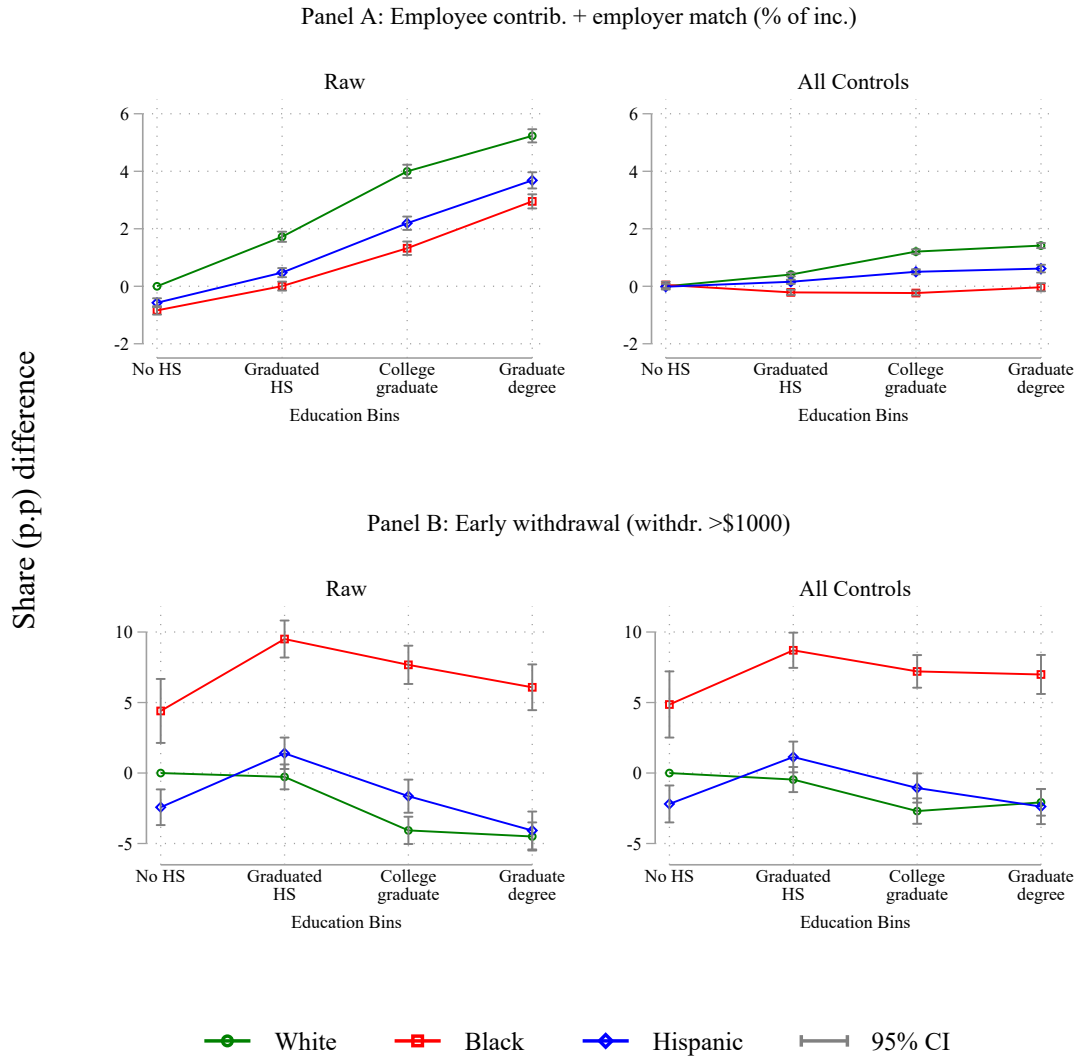 Panel A: Employee contrib. + employer match (% of inc.)
Raw
6
4
2
0
-2
No HS
Graduated
HS
College
graduate
Graduate
degree
Education Bins
All Controls
6
4
2
0
-2
No HS
Graduated
HS
College
graduate
Graduate
degree
Education Bins
Share (p.p) difference
Panel B: Early withdrawal (withdr. >$1000)
Raw
10
5
0
-5
No HS
Graduated
HS
College
graduate
Graduate
degree
Education Bins
All Controls
10
5
0
-5
No HS
Graduated
HS
College
graduate
Graduate
degree
Education Bins
White
Black
Hispanic
95% CI